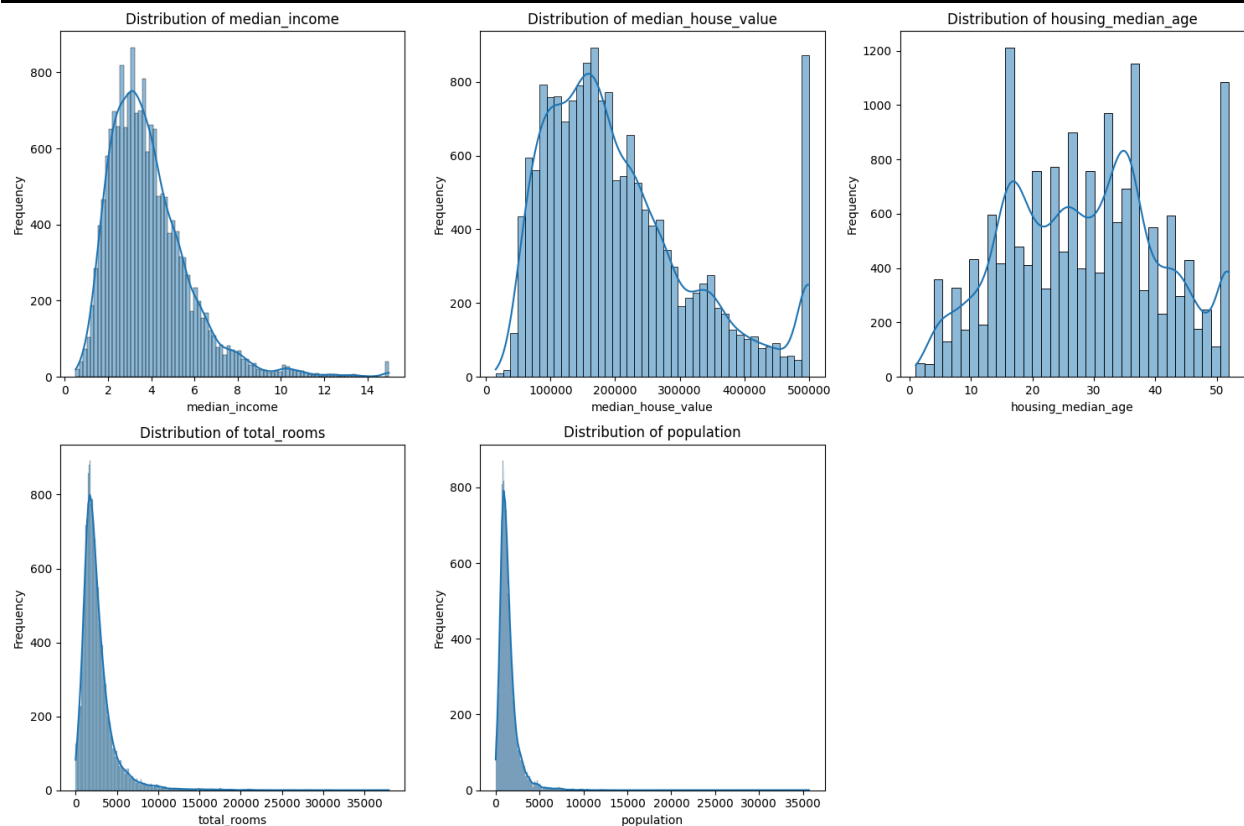 Distribution of median_income
Distribution of median_house_value
Distribution of housing_median_age
Frequency
800
600
400
200
0
0 2 4 6 8 10 12 14
median_income
Frequency
800
600
400
200
0
0 100000 200000 300000 400000 500000
median_house_value
Frequency
1200
1000
800
600
400
200
0
0 10 20 30 40 50
housing_median_age
Distribution of total_rooms
Distribution of population
Frequency
800
600
400
200
0
0 5000 10000 15000 20000 25000 30000 35000
total_rooms
Frequency
800
600
400
200
0
0 5000 10000 15000 20000 25000 30000 35000
population